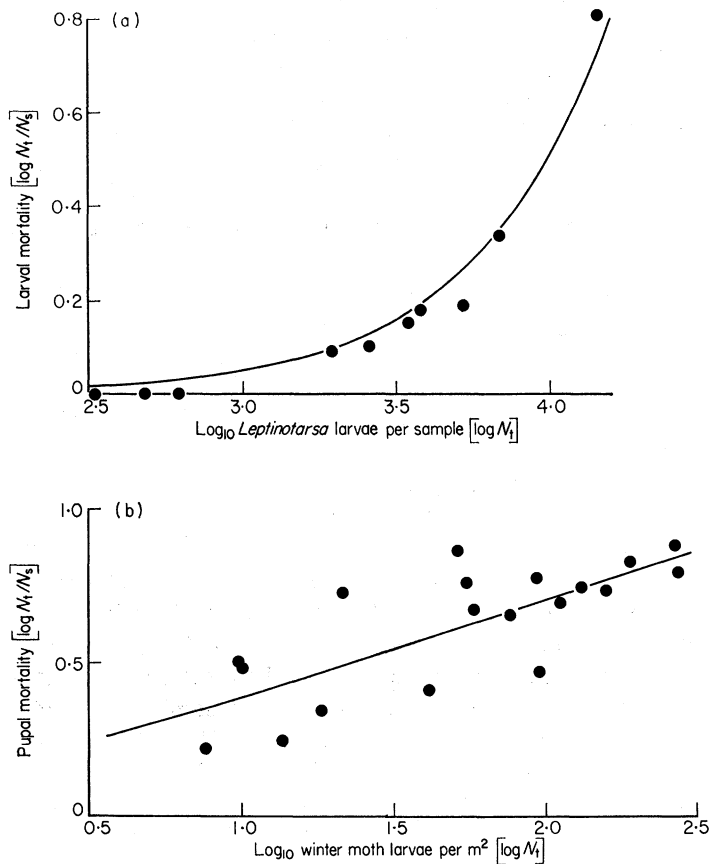 (a)
0·8
0·6
0·4
0·2
0
Larval mortality [log Nt/Ns]
2·5 3·0 3·5 4·0
Log10 Leptinotarsa larvae per sample [log Nt]
(b)
1·0
0·5
0
Pupal mortality [log Nt/Ns]
0·5 1·0 1·5 2·0 2·5
Log10 winter moth larvae per m² [log Nt]